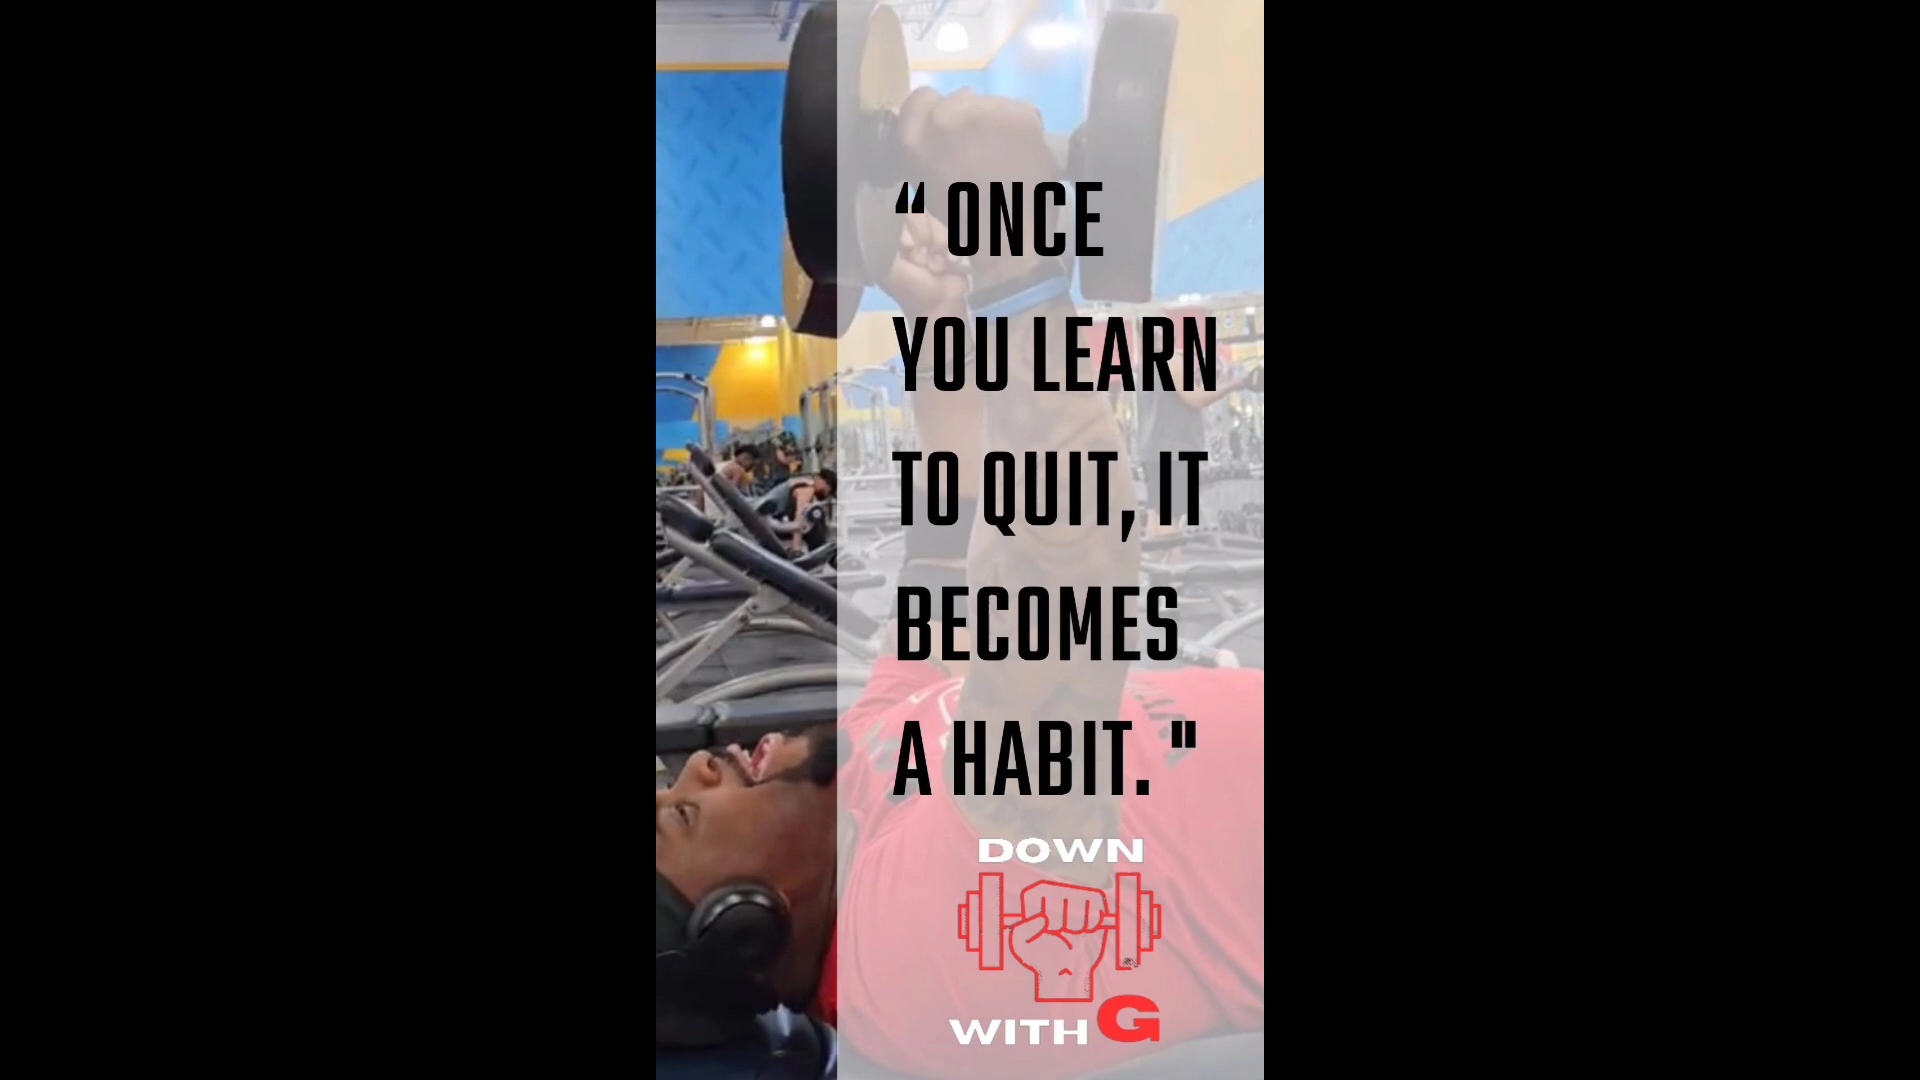 “ ONCE
YOU LEARN
TO QUIT, IT
BECOMES
A HABIT. "
DOWN
WITH G